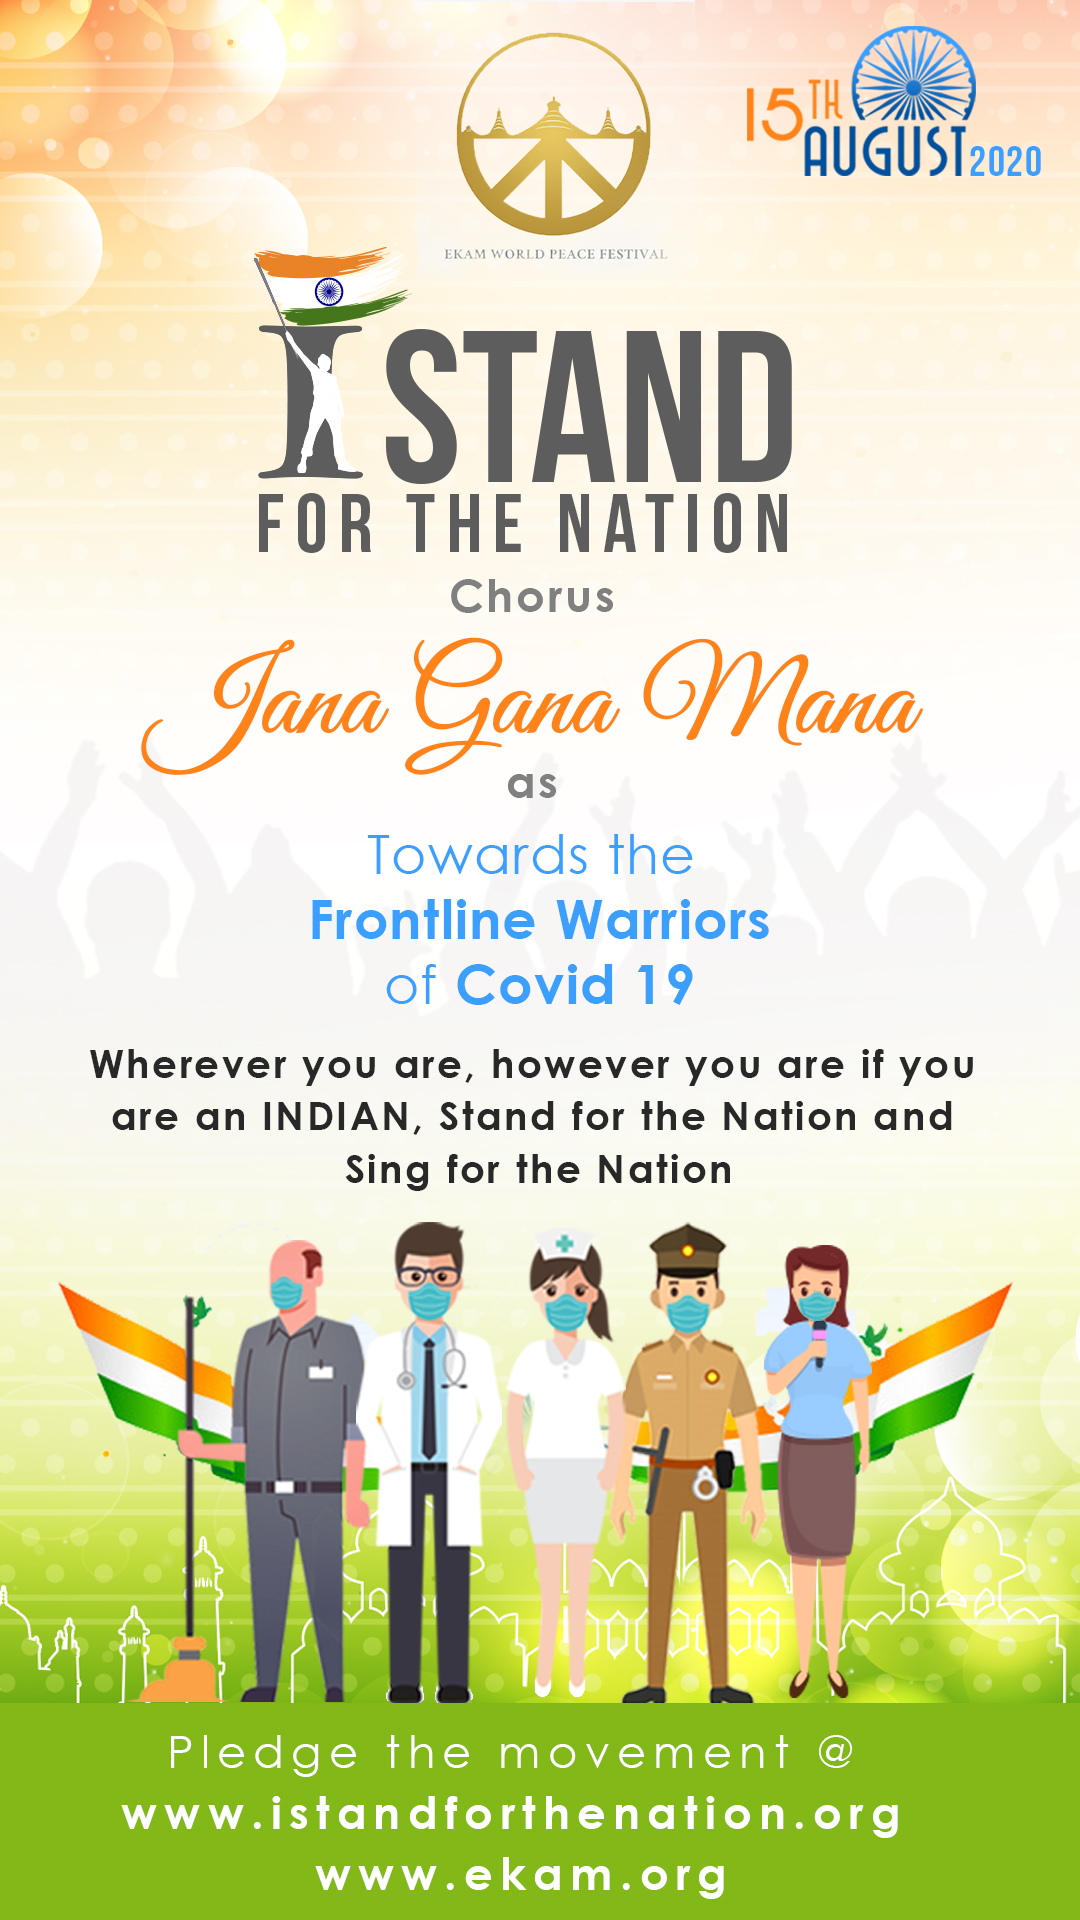 15TH
AUGUST 2020
EKAM WORLD PEACE FESTIVAL
I STAND
FOR THE NATION
Chorus
Jana Gana Mana
as
Towards the
Frontline Warriors
of Covid 19
Wherever you are, however you are if you
are an INDIAN, Stand for the Nation and
Sing for the Nation
Pledge the movement @
www.istandforthenation.org
www.ekam.org